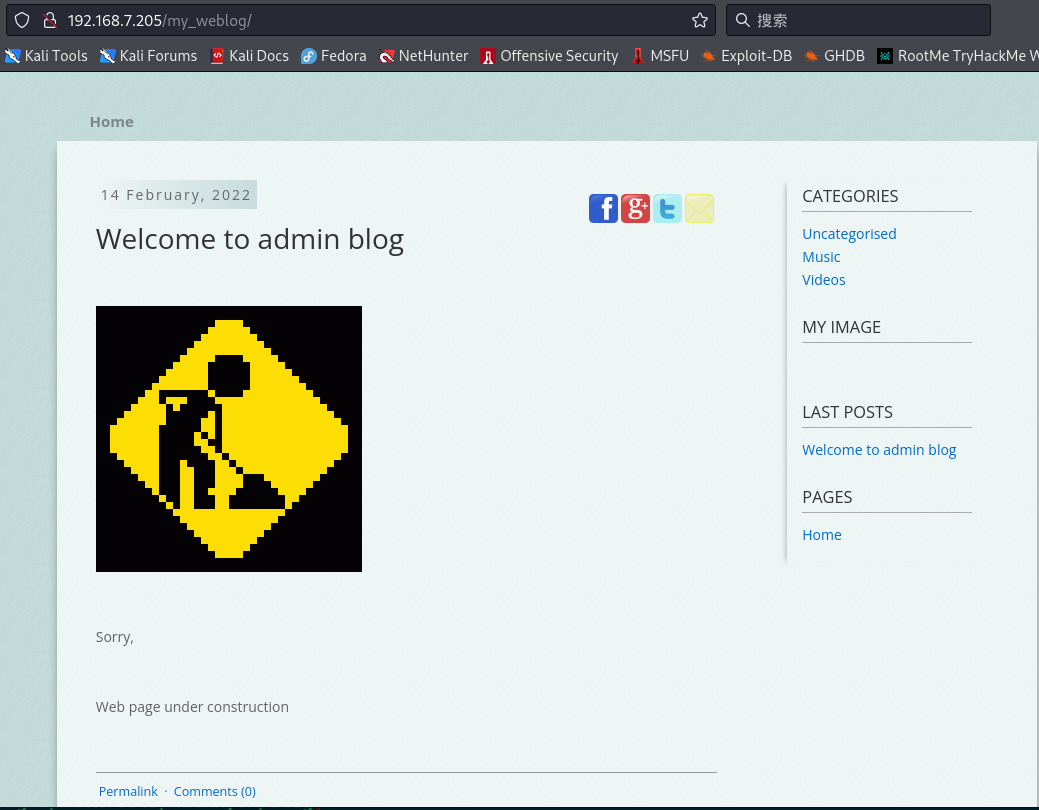 192.168.7.205/my_weblog/
搜索
Kali Tools Kali Forums Kali Docs Fedora NetHunter Offensive Security MSFU Exploit-DB GHDB RootMe TryHackMe W
Home
14 February, 2022
Welcome to admin blog
Sorry,
Web page under construction
Permalink · Comments (0)
CATEGORIES
Uncategorised
Music
Videos
MY IMAGE
LAST POSTS
Welcome to admin blog
PAGES
Home